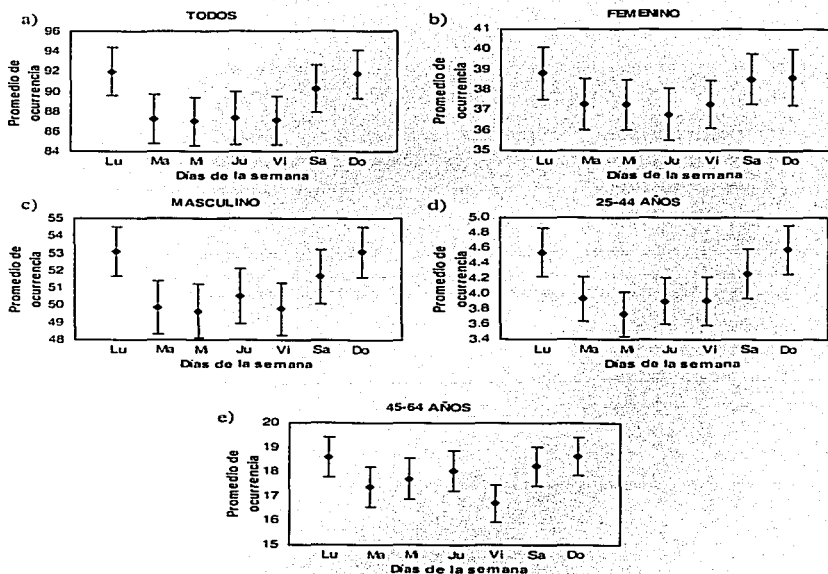 a) TODOS
Promedio de
ocurrencia
96
92
90
88
86
84
Lu Ma Mi Ju Vi Sa Do
Días de la semana
b) FEMENINO
Promedio de
ocurrencia
41
40
39
38
37
36
35
Lu Ma Mi Ju Vi Sa Do
Días de la semana
c) MASCULINO
Promedio de
ocurrencia
55
54
53
52
51
50
49
48
Lu Ma Mi Ju Vi Sa Do
Días de la semana
d) 25-44 AÑOS
Promedio de
ocurrencia
5.0
4.8
4.6
4.4
4.2
4.0
3.8
3.6
3.4
Lu Ma Mi Ju Vi Sa Do
Días de la semana
e) 45-64 AÑOS
Promedio de
ocurrencia
20
19
18
17
16
15
Lu Ma Mi Ju Vi Sa Do
Días de la semana